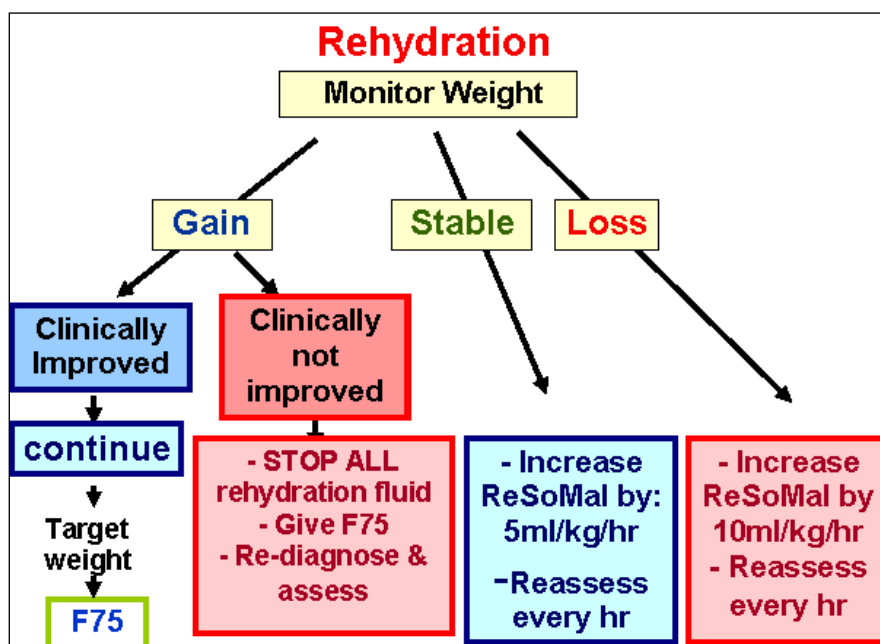 Rehydration
Monitor Weight
Gain
Stable
Loss
Clinically
Improved
Clinically
not
improved
continue
Target
weight
F75
- STOP ALL
rehydration fluid
- Give F75
- Re-diagnose &
assess
- Increase
ReSoMal by:
5ml/kg/hr
-Reassess
every hr
- Increase
ReSoMal by
10ml/kg/hr
- Reassess
every hr